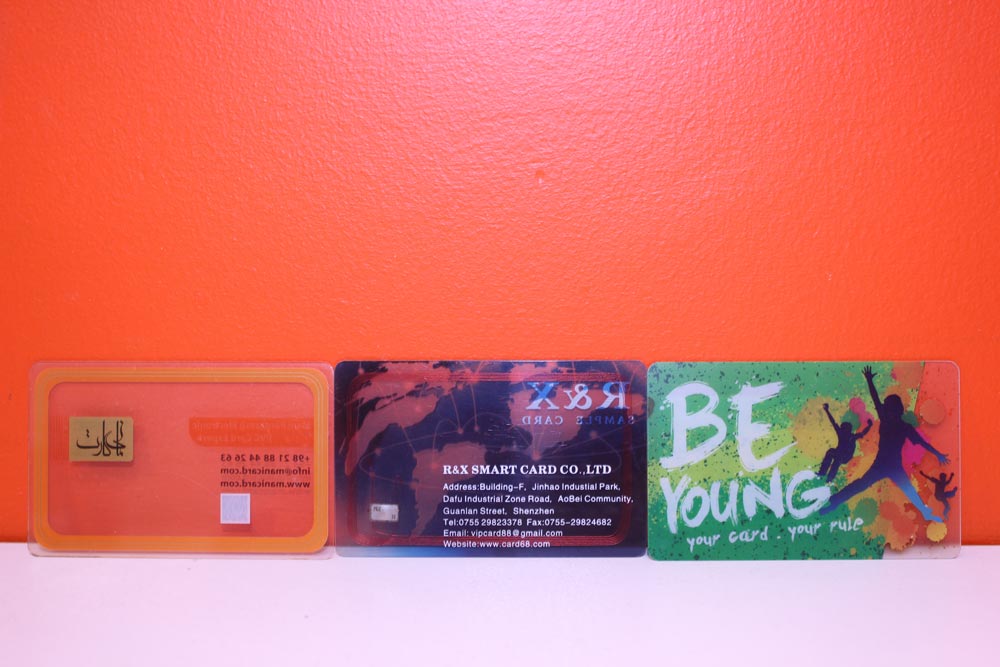 +98 21 88 44 26 63
info@manicard.com
www.manicard.com
R&X
SAMPLE CARD
R&X SMART CARD CO.,LTD
Address:Building-F, Jinhao Industial Park,
Dafu Industrial Zone Road, AoBei Community,
Guanlan Street, Shenzhen
Tel:0755 29823378 Fax:0755-29824682
Email: vipcard88@gmail.com
Website:www.card68.com
BE
YOUNG
your card . your rule